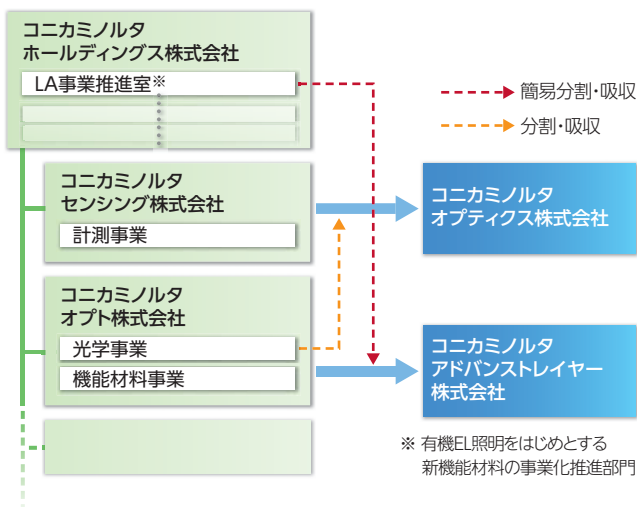 コニカミノルタ
ホールディングス株式会社
LA事業推進室※
簡易分割・吸収
分割・吸収
コニカミノルタ
センシング株式会社
計測事業
コニカミノルタ
オプティクス株式会社
コニカミノルタ
オプト株式会社
光学事業
機能材料事業
コニカミノルタ
アドバンストレイヤー
株式会社
※ 有機EL照明をはじめとする
新機能材料の事業化推進部門